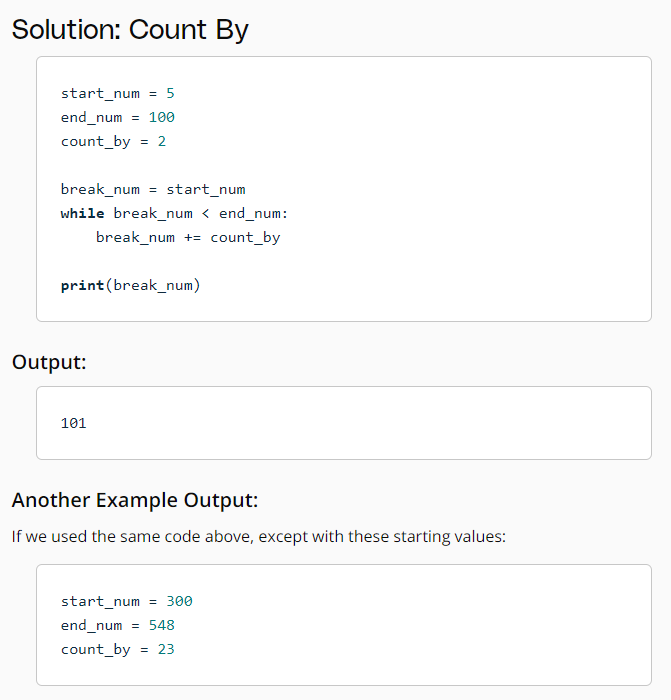 Solution: Count By
start_num = 5
end_num = 100
count_by = 2
break_num = start_num
while break_num < end_num:
    break_num += count_by
print(break_num)
Output:
101
Another Example Output:
If we used the same code above, except with these starting values:
start_num = 300
end_num = 548
count_by = 23